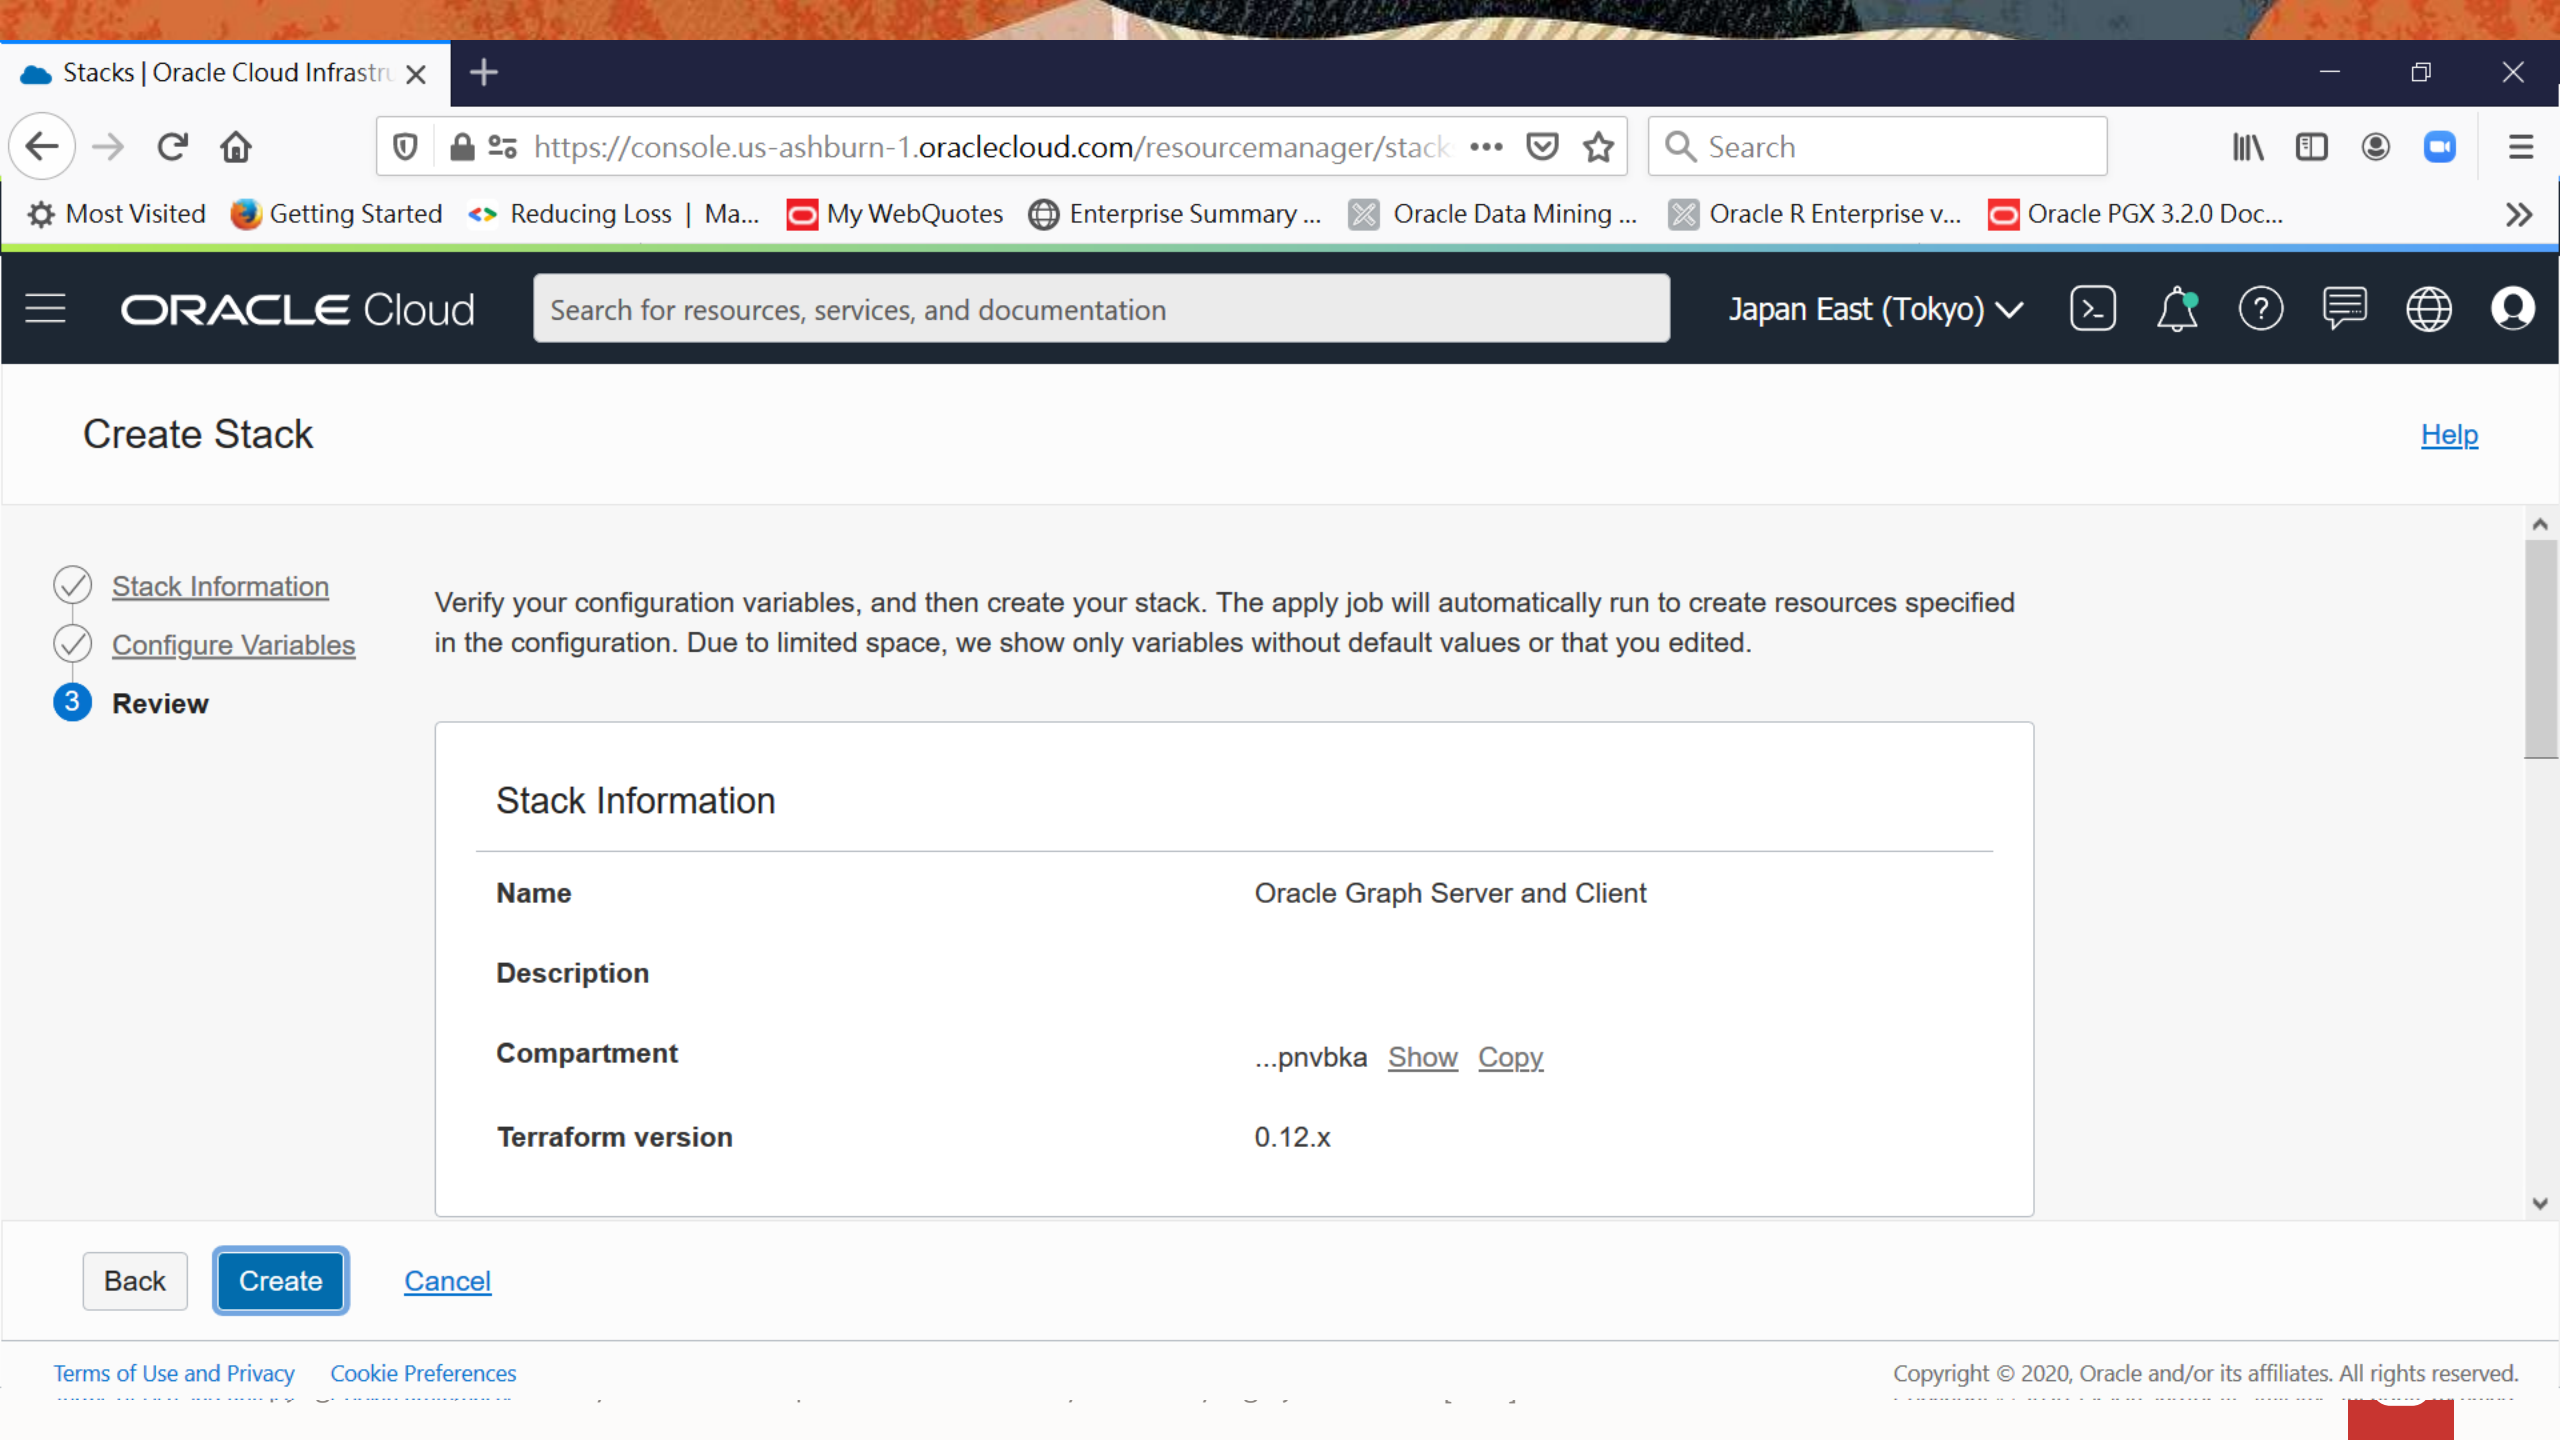 Stacks | Oracle Cloud Infrastru
https://console.us-ashburn-1.oraclecloud.com/resourcemanager/stack
Search
Most Visited
Getting Started
Reducing Loss | Ma...
My WebQuotes
Enterprise Summary ...
Oracle Data Mining ...
Oracle R Enterprise v...
Oracle PGX 3.2.0 Doc...
ORACLE Cloud
Search for resources, services, and documentation
Japan East (Tokyo)
Create Stack
Help
Stack Information
Configure Variables
3 Review
Verify your configuration variables, and then create your stack. The apply job will automatically run to create resources specified
in the configuration. Due to limited space, we show only variables without default values or that you edited.
Stack Information
Name Oracle Graph Server and Client
Description
Compartment ...pnvbka Show Copy
Terraform version 0.12.x
Back
Create
Cancel
Terms of Use and Privacy
Cookie Preferences
Copyright © 2020, Oracle and/or its affiliates. All rights reserved.